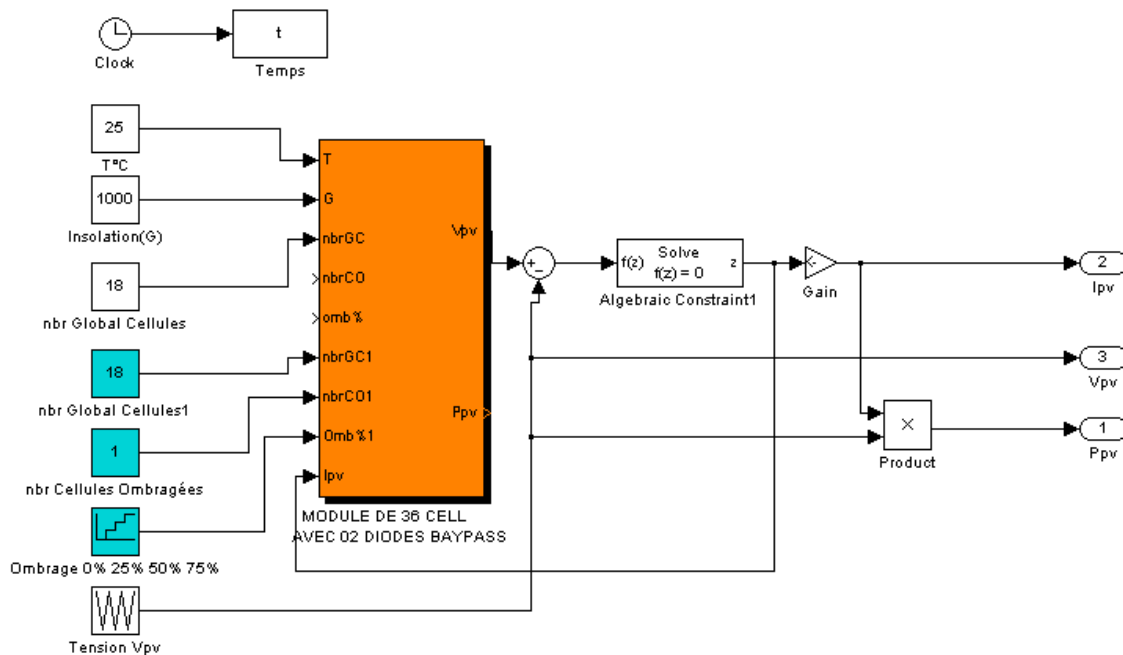 t
Clock
Temps
25
T°C
1000
Insolation(G)
18
nbr Global Cellules
18
nbr Global Cellules1
1
nbr Cellules Ombragées
Ombrage 0% 25% 50% 75%
Tension Vpv
T
G
nbrGC
nbrCO
omb%
nbrGC1
nbrCO1
Omb%1
Ipv
Vpv
Ppv
MODULE DE 36 CELL
AVEC 02 DIODES BAYPASS
+
-
f(z) Solve z
f(z) = 0
Algebraic Constraint1
Gain
×
Product
2
Ipv
3
Vpv
1
Ppv